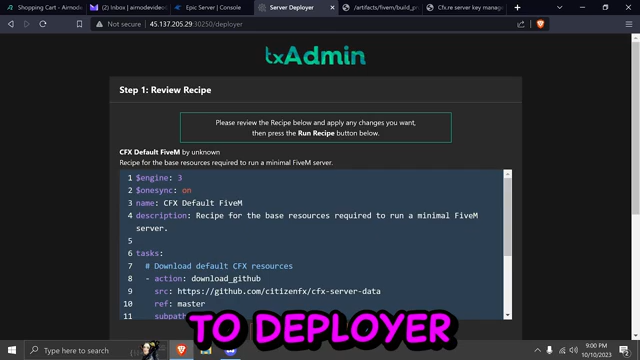 Shopping Cart - Airmode
(1) Inbox | airmodevideo
Epic Server | Console
Server Deployer
/artifacts/fivem/build_pr
Cfx.re server key manage
Not secure
45.137.205.29:30250/deployer
txAdmin
Step 1: Review Recipe
Please review the Recipe below and apply any changes you want,
then press the Run Recipe button below.
CFX Default FiveM by unknown
Recipe for the base resources required to run a minimal FiveM server.
1 $engine: 3
2 $onesync: on
3 name: CFX Default FiveM
4 description: Recipe for the base resources required to run a minimal FiveM
server.
5
6 tasks:
7 # Download default CFX resources
8 - action: download_github
9 src: https://github.com/citizenfx/cfx-server-data
10 ref: master
11 subpath
TO DEPLOYER
Type here to search
9:00 PM
10/10/2023